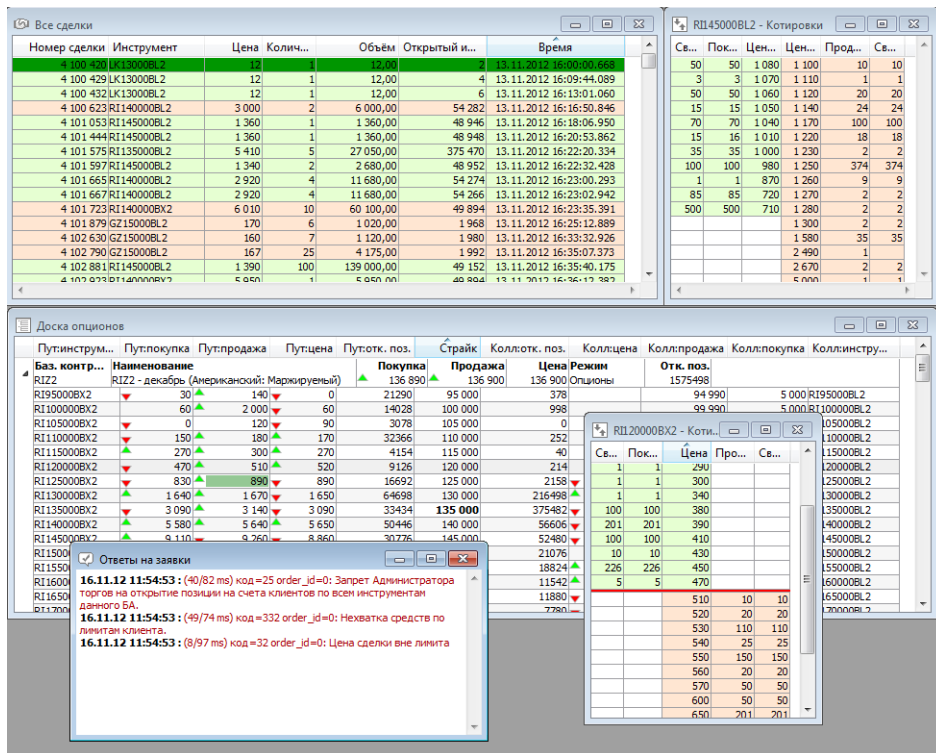 Все сделки
Номер сделки Инструмент Цена Колич... Объём Открытый и... Время
4 100 420 LK13000BL2 12 1 12,00 2 13.11.2012 16:00:00.668
4 100 429 LK13000BL2 12 1 12,00 4 13.11.2012 16:09:44.089
4 100 432 LK13000BL2 12 1 12,00 6 13.11.2012 16:13:01.060
4 100 623 RI140000BL2 3 000 2 6 000,00 54 282 13.11.2012 16:16:50.846
4 101 053 RI145000BL2 1 360 1 1 360,00 48 946 13.11.2012 16:18:06.950
4 101 444 RI145000BL2 1 360 1 1 360,00 48 948 13.11.2012 16:20:53.862
4 101 575 RI135000BL2 5 410 5 27 050,00 375 470 13.11.2012 16:22:20.334
4 101 597 RI145000BL2 1 340 2 2 680,00 48 952 13.11.2012 16:22:32.428
4 101 665 RI140000BL2 2 920 4 11 680,00 54 274 13.11.2012 16:23:00.293
4 101 667 RI140000BL2 2 920 4 11 680,00 54 266 13.11.2012 16:23:02.942
4 101 723 RI140000BX2 6 010 10 60 100,00 49 894 13.11.2012 16:23:35.391
4 101 879 GZ15000BL2 170 6 1 020,00 1 968 13.11.2012 16:25:12.889
4 102 630 GZ15000BL2 160 7 1 120,00 1 980 13.11.2012 16:33:32.926
4 102 790 GZ15000BL2 167 25 4 175,00 1 992 13.11.2012 16:35:07.373
4 102 881 RI145000BL2 1 390 100 139 000,00 49 152 13.11.2012 16:35:40.175
4 102 923 RI140000BX2 5 950 1 5 950,00 49 894 13.11.2012 16:36:12.382
RI145000BL2 - Котировки
Св... Пок... Цен... Цен... Прод... Св...
50 50 1 080 1 100 10 10
3 3 1 070 1 110 1 1
50 50 1 060 1 120 20 20
15 15 1 050 1 140 24 24
70 70 1 040 1 170 100 100
15 16 1 010 1 220 18 18
35 35 1 000 1 230 2 2
100 100 980 1 250 374 374
1 1 870 1 260 9 9
85 85 720 1 270 2 2
500 500 710 1 280 2 2
1 300 2 2
1 580 35 35
2 490 1
2 670 2 2
5 000 1 1
Доска опционов
Пут:инструм... Пут:покупка Пут:продажа Пут:цена Пут:отк. поз. Страйк Колл:отк. поз. Колл:цена Колл:продажа Колл:покупка Колл:инстру...
Баз. контр... Наименование Покупка Продажа Цена Режим Отк. поз.
RIZ2 RIZ2 - декабрь (Американский: Маржируемый) 136 890 136 900 136 900 Опционы 1575498
RI95000BX2 30 140 0 21290 95 000 378 94 990 5 000 RI95000BL2
RI100000BX2 60 2 000 60 14028 100 000 998 99 990 5 000 RI100000BL2
RI105000BX2 0 120 90 3078 105 000 0 105000BL2
RI110000BX2 150 180 170 32366 110 000 252 110000BL2
RI115000BX2 270 300 270 4154 115 000 40 115000BL2
RI120000BX2 470 510 520 9126 120 000 214 120000BL2
RI125000BX2 830 890 890 16692 125 000 2158 125000BL2
RI130000BX2 1 640 1 670 1 650 64698 130 000 216498 130000BL2
RI135000BX2 3 090 3 140 3 090 33434 135 000 375482 135000BL2
RI140000BX2 5 580 5 640 5 650 50446 140 000 56606 140000BL2
RI145000BX2 9 110 9 260 8 860 30776 145 000 52480 145000BL2
RI15000 21076 150000BL2
RI1550 18824 155000BL2
RI1600 11542 160000BL2
RI1650 11880 165000BL2
RI1700 7780 170000BL2
RI120000BX2 - Коти...
Св... Пок... Цена Про... Св...
1 1 290
1 1 300
1 1 340
100 100 380
201 201 390
100 100 410
10 10 430
226 226 450
5 5 470
510 10 10
520 20 20
530 110 110
540 25 25
550 150 150
560 20 20
570 50 50
600 50 50
650 201 201
Ответы на заявки
16.11.12 11:54:53 : (40/82 ms) код=25 order_id=0: Запрет Администратора
торгов на открытие позиции на счета клиентов по всем инструментам
данного БА.
16.11.12 11:54:53 : (49/74 ms) код=332 order_id=0: Нехватка средств по
лимитам клиента.
16.11.12 11:54:53 : (8/97 ms) код=32 order_id=0: Цена сделки вне лимита